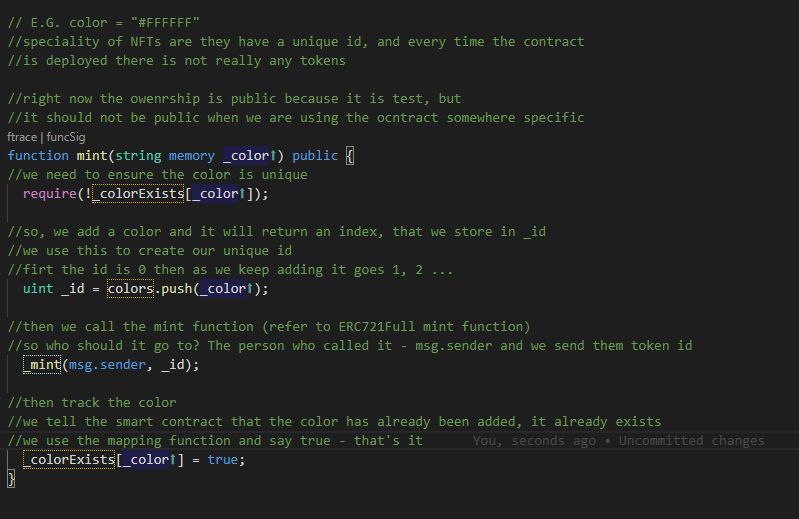 // E.G. color = "#FFFFFF"
//speciality of NFTs are they have a unique id, and every time the contract
//is deployed there is not really any tokens
//right now the owenrship is public because it is test, but
//it should not be public when we are using the ocntract somewhere specific
ftrace | funcSig
function mint(string memory _color↑) public {
//we need to ensure the color is unique
require(!_colorExists[_color↑]);
//so, we add a color and it will return an index, that we store in _id
//we use this to create our unique id
//firt the id is 0 then as we keep adding it goes 1, 2 ...
uint _id = colors.push(_color↑);
//then we call the mint function (refer to ERC721Full mint function)
//so who should it go to? The person who called it - msg.sender and we send them token id
_mint(msg.sender, _id);
//then track the color
//we tell the smart contract that the color has already been added, it already exists
//we use the mapping function and say true - that's it You, seconds ago • Uncommitted changes
_colorExists[_color↑] = true;
}